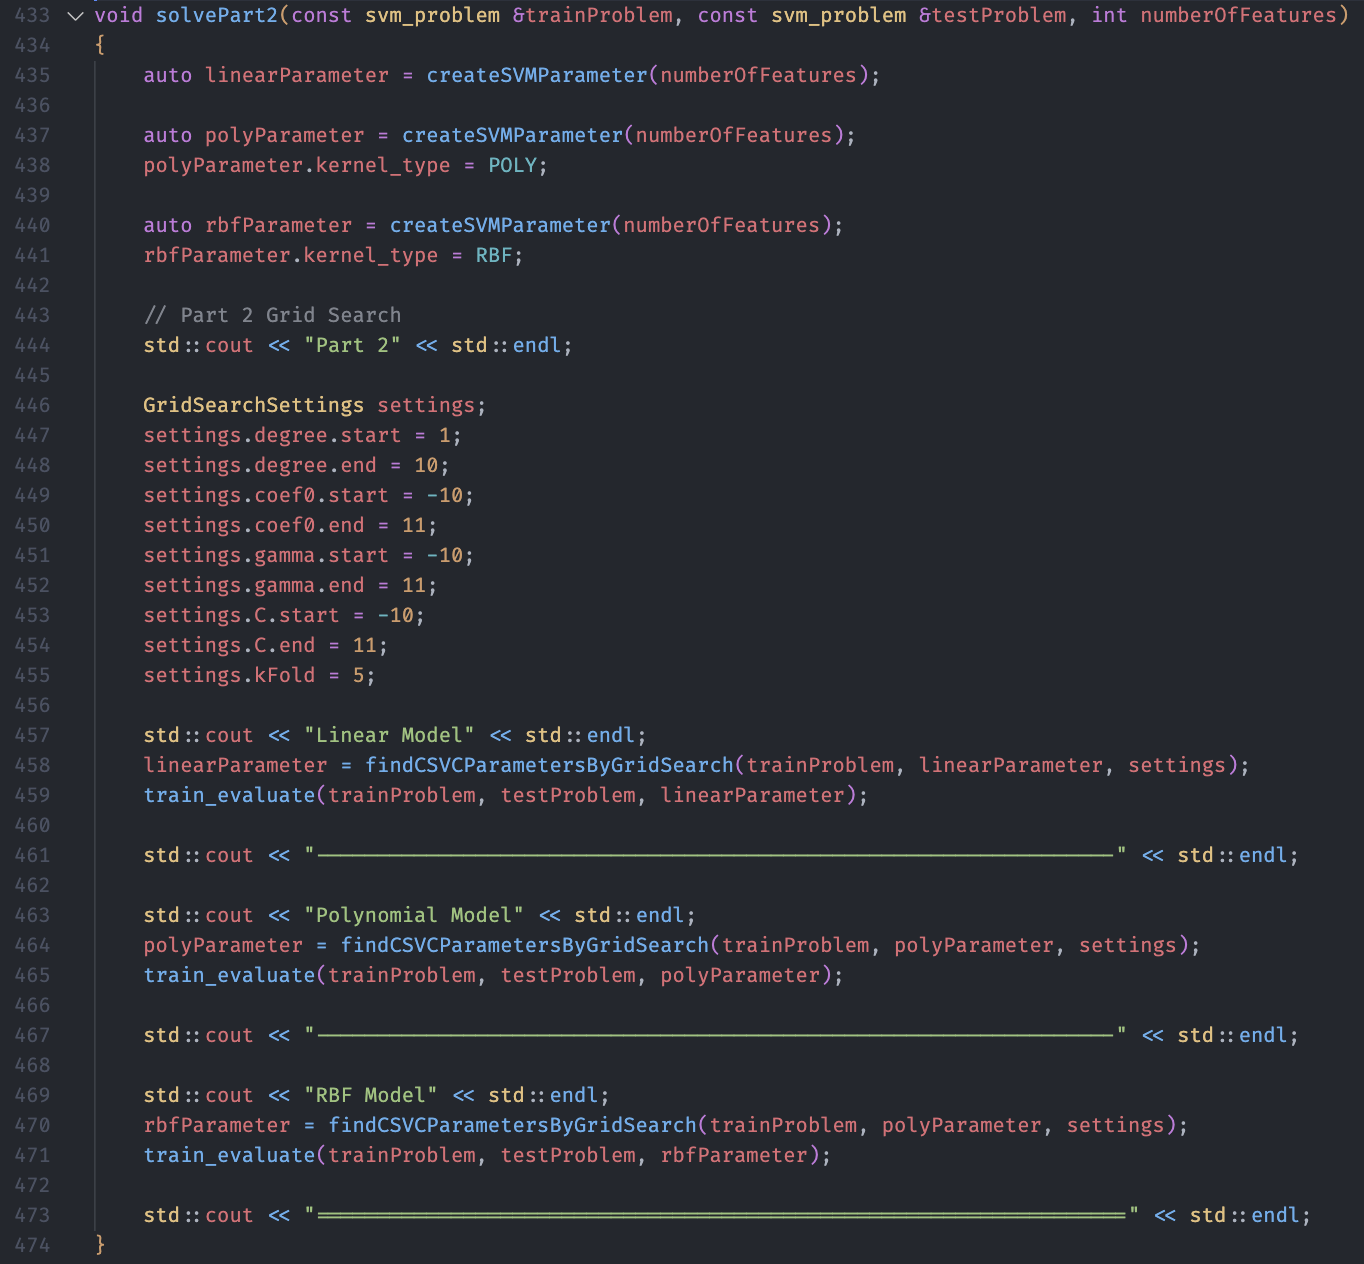 433 void solvePart2(const svm_problem &trainProblem, const svm_problem &testProblem, int numberOfFeatures)
434 {
435     auto linearParameter = createSVMParameter(numberOfFeatures);
436
437     auto polyParameter = createSVMParameter(numberOfFeatures);
438     polyParameter.kernel_type = POLY;
439
440     auto rbfParameter = createSVMParameter(numberOfFeatures);
441     rbfParameter.kernel_type = RBF;
442
443     // Part 2 Grid Search
444     std::cout << "Part 2" << std::endl;
445
446     GridSearchSettings settings;
447     settings.degree.start = 1;
448     settings.degree.end = 10;
449     settings.coef0.start = -10;
450     settings.coef0.end = 11;
451     settings.gamma.start = -10;
452     settings.gamma.end = 11;
453     settings.C.start = -10;
454     settings.C.end = 11;
455     settings.kFold = 5;
456
457     std::cout << "Linear Model" << std::endl;
458     linearParameter = findCSVCParametersByGridSearch(trainProblem, linearParameter, settings);
459     train_evaluate(trainProblem, testProblem, linearParameter);
460
461     std::cout << "-----------------------------------------------------------------" << std::endl;
462
463     std::cout << "Polynomial Model" << std::endl;
464     polyParameter = findCSVCParametersByGridSearch(trainProblem, polyParameter, settings);
465     train_evaluate(trainProblem, testProblem, polyParameter);
466
467     std::cout << "-----------------------------------------------------------------" << std::endl;
468
469     std::cout << "RBF Model" << std::endl;
470     rbfParameter = findCSVCParametersByGridSearch(trainProblem, polyParameter, settings);
471     train_evaluate(trainProblem, testProblem, rbfParameter);
472
473     std::cout << "==================================================================" << std::endl;
474 }